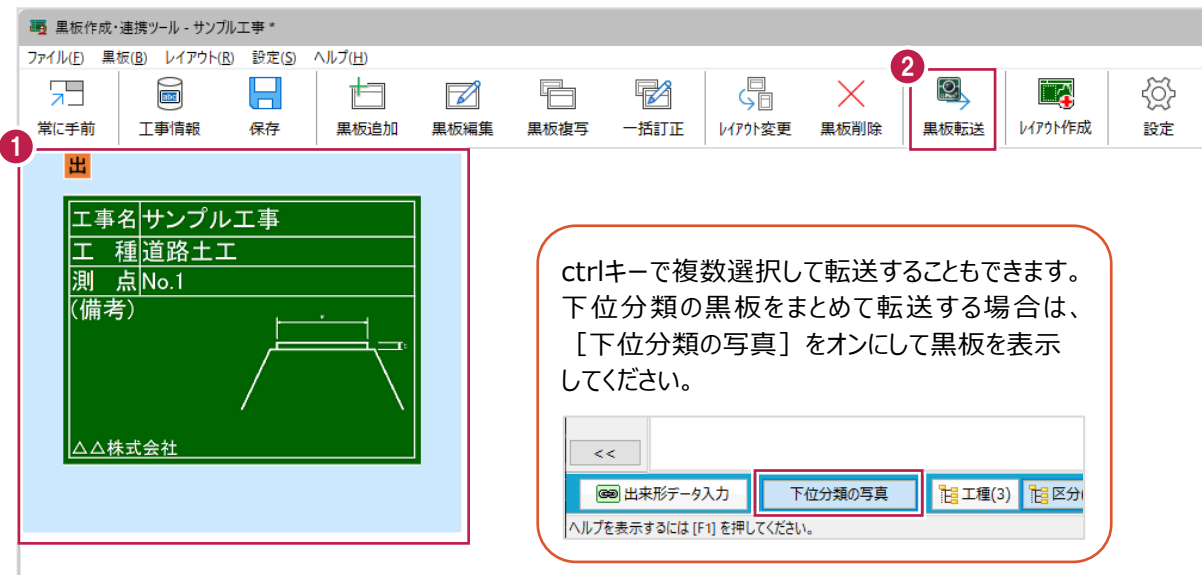 黒板作成・連携ツール - サンプル工事 *
ファイル(F) 黒板(B) レイアウト(R) 設定(S) ヘルプ(H)
常に手前 工事情報 保存 黒板追加 黒板編集 黒板複写 一括訂正 レイアウト変更 黒板削除 黒板転送 レイアウト作成 設定
2
1
出
工事名 サンプル工事
工 種 道路土工
測 点 No.1
(備考)
△△株式会社
ctrlキーで複数選択して転送することもできます。
下位分類の黒板をまとめて転送する場合は、
［下位分類の写真］をオンにして黒板を表示
してください。
<<
出来形データ入力 下位分類の写真 工種(3) 区分(
ヘルプを表示するには [F1] を押してください。